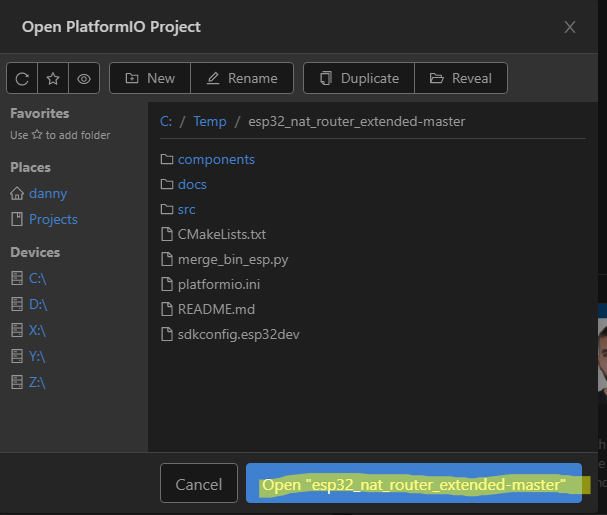 Open PlatformIO Project
New
Rename
Duplicate
Reveal
Favorites
Use ☆ to add folder
Places
danny
Projects
Devices
C:\
D:\
X:\
Y:\
Z:\
C: / Temp / esp32_nat_router_extended-master
components
docs
src
CMakeLists.txt
merge_bin_esp.py
platformio.ini
README.md
sdkconfig.esp32dev
Cancel
Open "esp32_nat_router_extended-master"